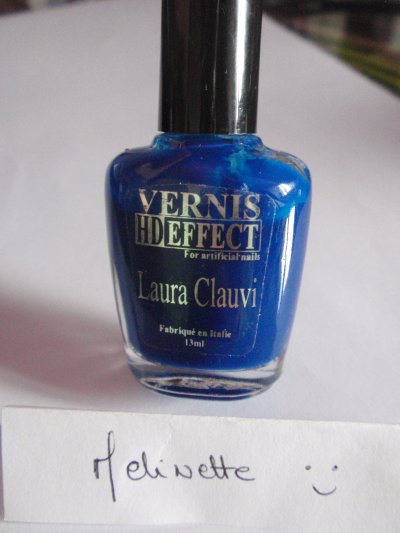 VERNIS
HD EFFECT
For artificial nails
Laura Clauvi
Fabriqué en Italie
13ml
Melinette :)